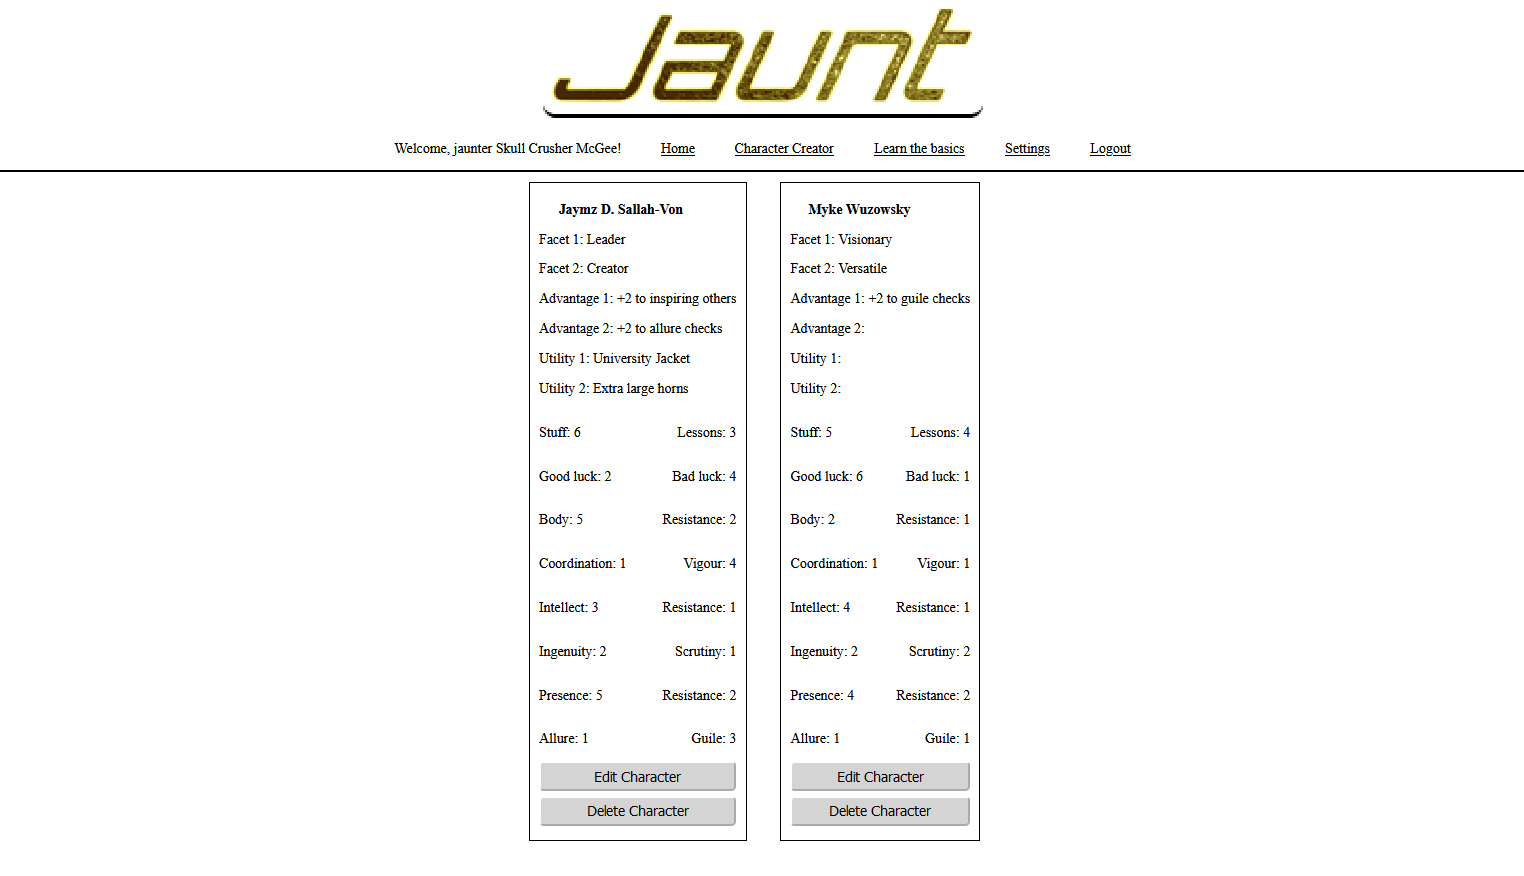 Jaunt
Welcome, jaunter Skull Crusher McGee! Home Character Creator Learn the basics Settings Logout
Jaymz D. Sallah-Von
Facet 1: Leader
Facet 2: Creator
Advantage 1: +2 to inspiring others
Advantage 2: +2 to allure checks
Utility 1: University Jacket
Utility 2: Extra large horns
Stuff: 6 Lessons: 3
Good luck: 2 Bad luck: 4
Body: 5 Resistance: 2
Coordination: 1 Vigour: 4
Intellect: 3 Resistance: 1
Ingenuity: 2 Scrutiny: 1
Presence: 5 Resistance: 2
Allure: 1 Guile: 3
Edit Character
Delete Character
Myke Wuzowsky
Facet 1: Visionary
Facet 2: Versatile
Advantage 1: +2 to guile checks
Advantage 2:
Utility 1:
Utility 2:
Stuff: 5 Lessons: 4
Good luck: 6 Bad luck: 1
Body: 2 Resistance: 1
Coordination: 1 Vigour: 1
Intellect: 4 Resistance: 1
Ingenuity: 2 Scrutiny: 2
Presence: 4 Resistance: 2
Allure: 1 Guile: 1
Edit Character
Delete Character